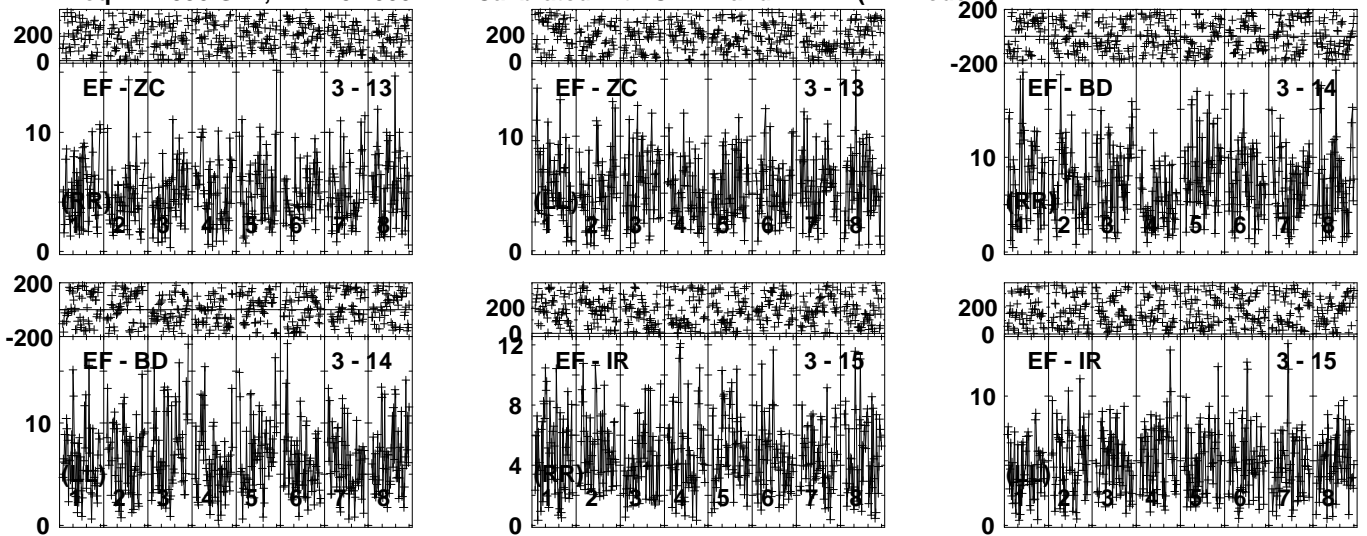 200 200 200
0 0 -200
EF - ZC 3 - 13 EF - ZC 3 - 13 EF - BD 3 - 14
10 10 10
(RR) (LL) (RR)
1 2 3 4 5 6 7 8 1 2 3 4 5 6 7 8 1 2 3 4 5 6 7 8
0 0 0
200 200 200
-200 0 0
EF - BD 3 - 14 12 EF - IR 3 - 15 EF - IR 3 - 15
10 8 10
(LL) 4 (RR) (LL)
1 2 3 4 5 6 7 8 1 2 3 4 5 6 7 8 1 2 3 4 5 6 7 8
0 0 0